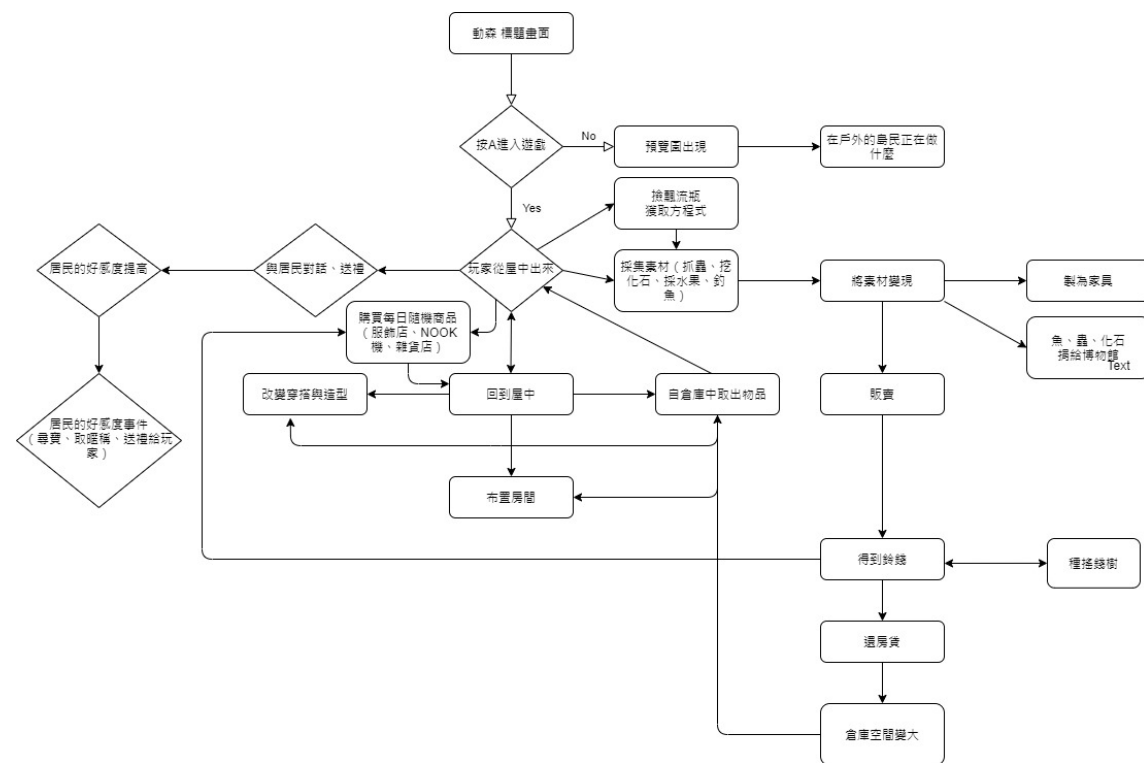 動森 標題畫面
按A進入遊戲
No
預覽圖出現
在戶外的島民正在做
什麼
Yes
撿飄流瓶
獲取方程式
居民的好感度提高
與居民對話、送禮
玩家從屋中出來
採集素材（抓蟲、挖
化石、採水果、釣
魚）
將素材變現
製為家具
購買每日隨機商品
（服飾店、NOOK
機、雜貨店）
魚、蟲、化石
捐給博物館
Text
改變穿搭與造型
回到屋中
自倉庫中取出物品
販賣
居民的好感度事件
（尋寶、取暱稱、送禮給玩
家）
布置房間
得到鈴錢
種搖錢樹
還房貸
倉庫空間變大